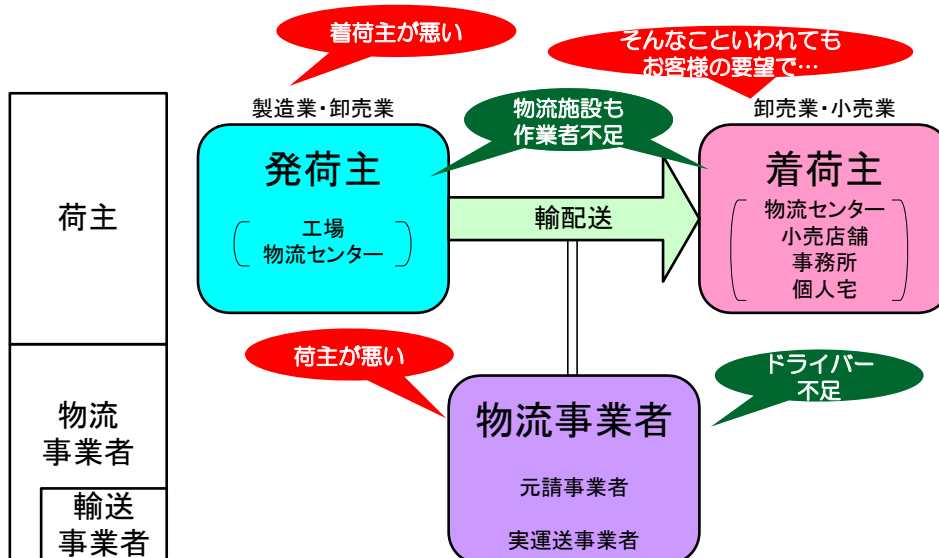 着荷主が悪い
そんなこといわれても
お客様の要望で…
製造業・卸売業
物流施設も
作業者不足
卸売業・小売業
荷主
発荷主
工場
物流センター
輸配送
着荷主
物流センター
小売店舗
事務所
個人宅
荷主が悪い
ドライバー
不足
物流
事業者
物流事業者
元請事業者
実運送事業者
輸送
事業者